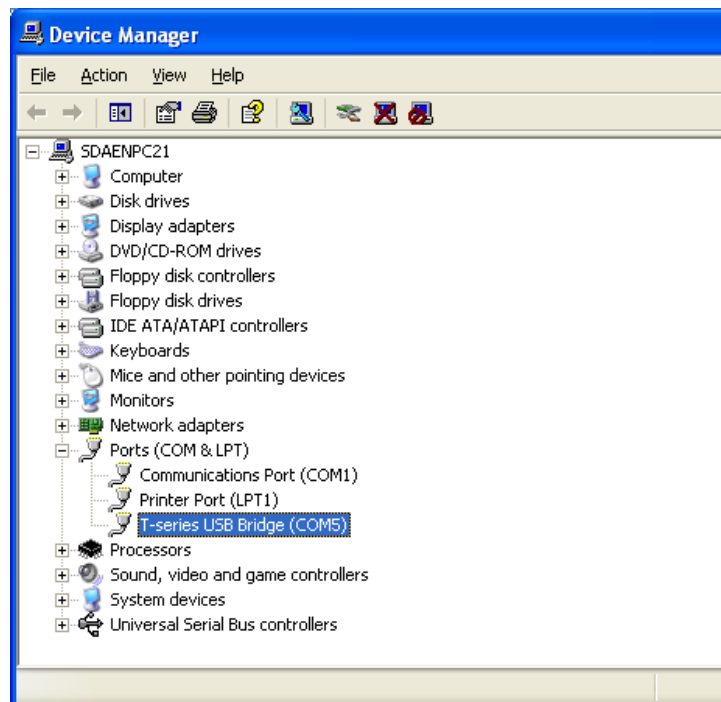 Device Manager
File Action View Help
SDAENPC21
Computer
Disk drives
Display adapters
DVD/CD-ROM drives
Floppy disk controllers
Floppy disk drives
IDE ATA/ATAPI controllers
Keyboards
Mice and other pointing devices
Monitors
Network adapters
Ports (COM & LPT)
Communications Port (COM1)
Printer Port (LPT1)
T-series USB Bridge (COM5)
Processors
Sound, video and game controllers
System devices
Universal Serial Bus controllers